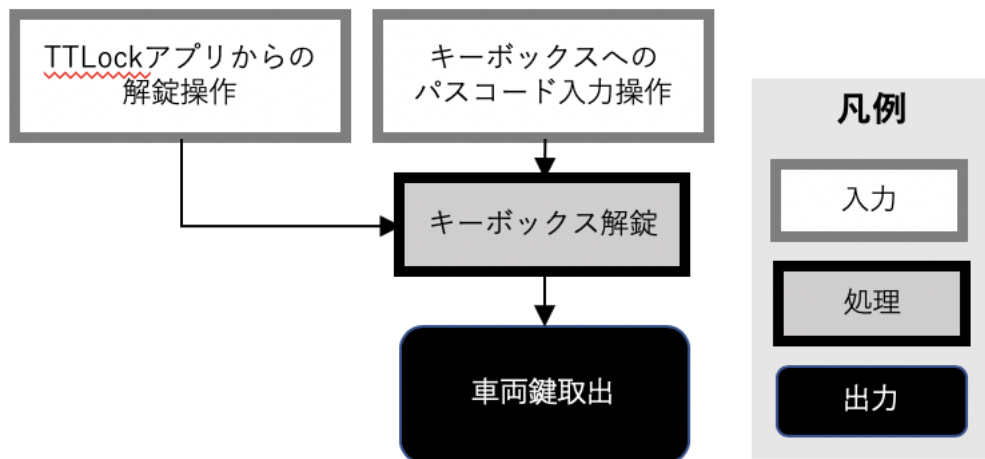 TTLockアプリからの
解錠操作
キーボックスへの
パスコード入力操作
キーボックス解錠
車両鍵取出
凡例
入力
処理
出力